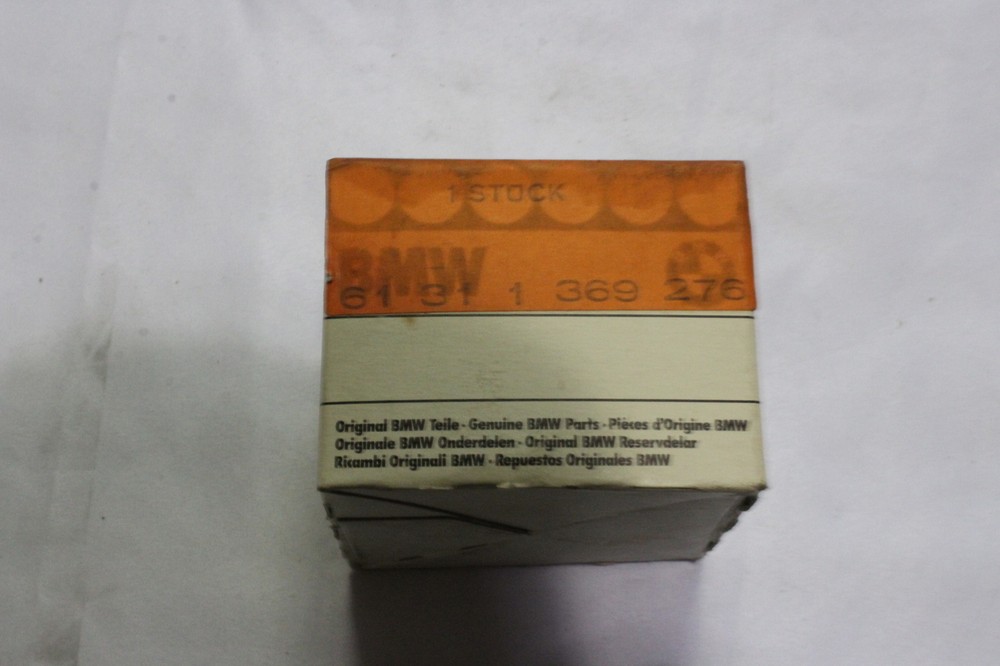 1 STOCK
BMW
61 31 1 369 276
Original BMW Teile · Genuine BMW Parts · Pièces d'Origine BMW
Originale BMW Onderdelen · Original BMW Reservdelar
Ricambi Originali BMW · Repuestos Originales BMW